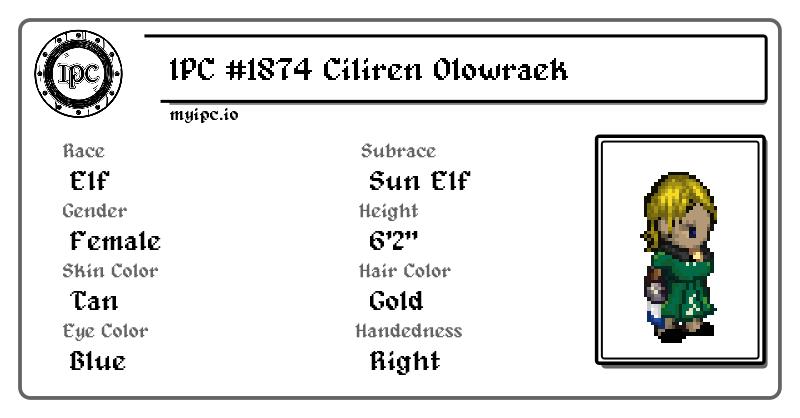 IPC
IPC #1874 Ciliren Olowraek
myipc.io
Race
Elf
Subrace
Sun Elf
Gender
Female
Height
6'2"
Skin Color
Tan
Hair Color
Gold
Eye Color
Blue
Handedness
Right